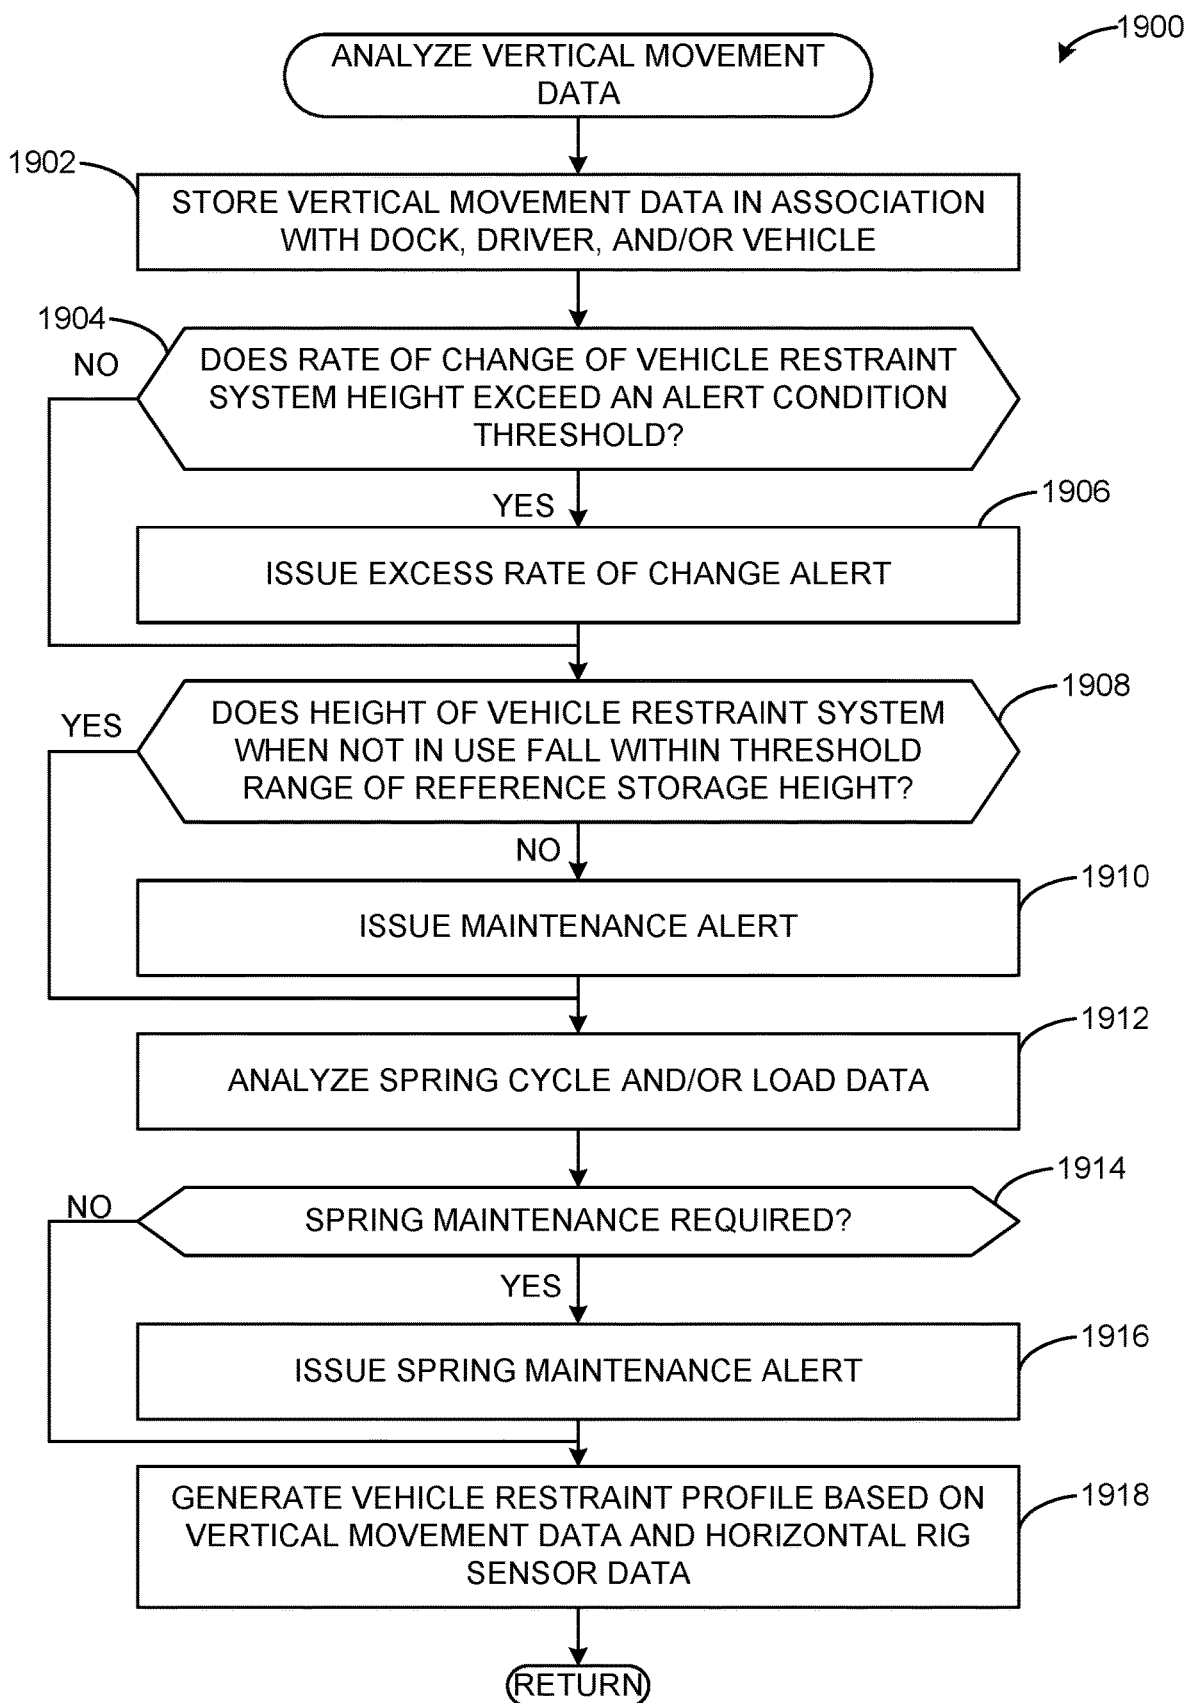 1900
ANALYZE VERTICAL MOVEMENT
DATA
1902
STORE VERTICAL MOVEMENT DATA IN ASSOCIATION
WITH DOCK, DRIVER, AND/OR VEHICLE
1904
NO
DOES RATE OF CHANGE OF VEHICLE RESTRAINT
SYSTEM HEIGHT EXCEED AN ALERT CONDITION
THRESHOLD?
YES
1906
ISSUE EXCESS RATE OF CHANGE ALERT
1908
YES
DOES HEIGHT OF VEHICLE RESTRAINT SYSTEM
WHEN NOT IN USE FALL WITHIN THRESHOLD
RANGE OF REFERENCE STORAGE HEIGHT?
NO
1910
ISSUE MAINTENANCE ALERT
1912
ANALYZE SPRING CYCLE AND/OR LOAD DATA
1914
NO
SPRING MAINTENANCE REQUIRED?
YES
1916
ISSUE SPRING MAINTENANCE ALERT
GENERATE VEHICLE RESTRAINT PROFILE BASED ON
VERTICAL MOVEMENT DATA AND HORIZONTAL RIG
SENSOR DATA
1918
RETURN